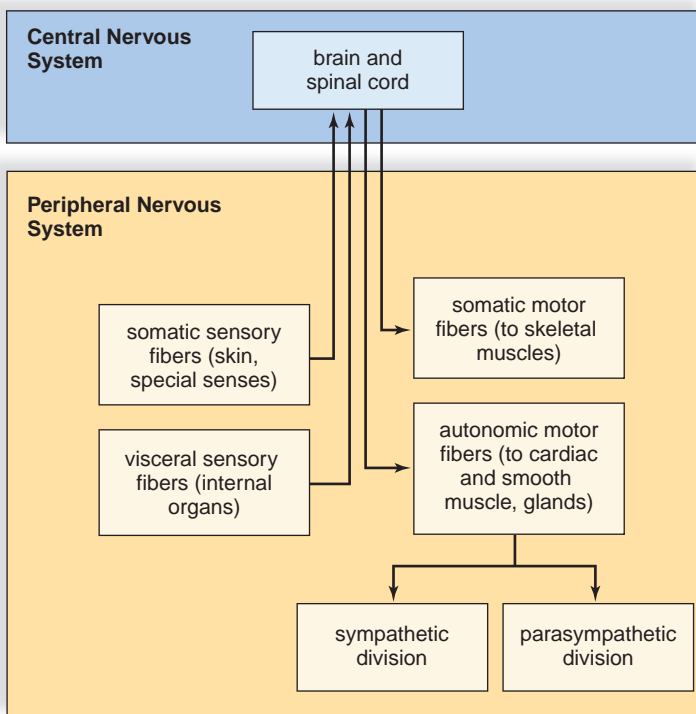 Central Nervous
System
brain and
spinal cord
Peripheral Nervous
System
somatic sensory
fibers (skin,
special senses)
somatic motor
fibers (to skeletal
muscles)
visceral sensory
fibers (internal
organs)
autonomic motor
fibers (to cardiac
and smooth
muscle, glands)
sympathetic
division
parasympathetic
division